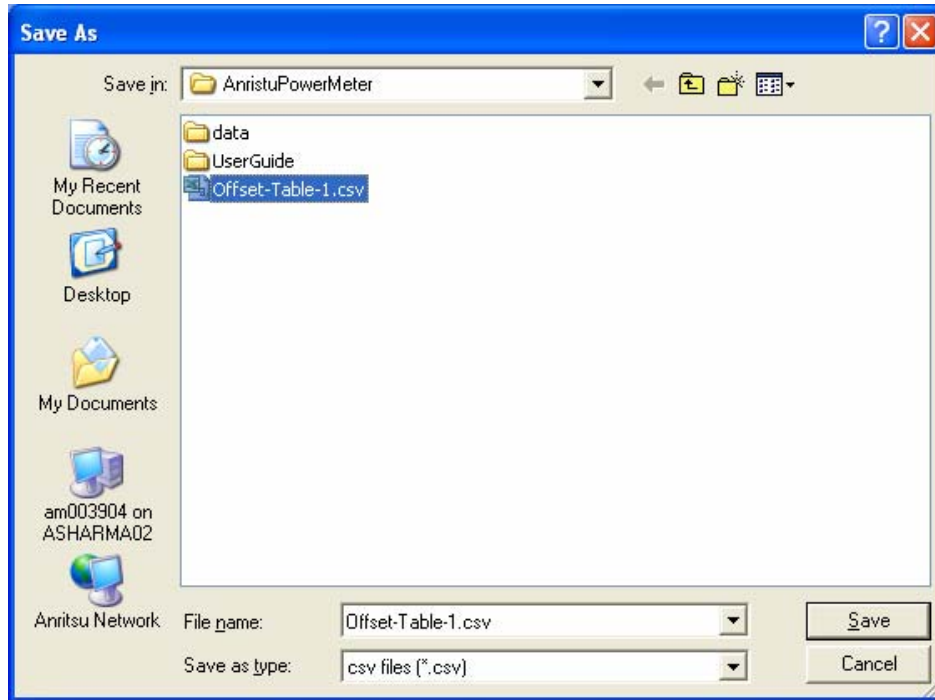 Save As
Save in:
AnristuPowerMeter
data
UserGuide
Offset-Table-1.csv
My Recent
Documents
Desktop
My Documents
am003904 on
ASHARMA02
Anritsu Network
File name:
Offset-Table-1.csv
Save
Save as type:
csv files (*.csv)
Cancel